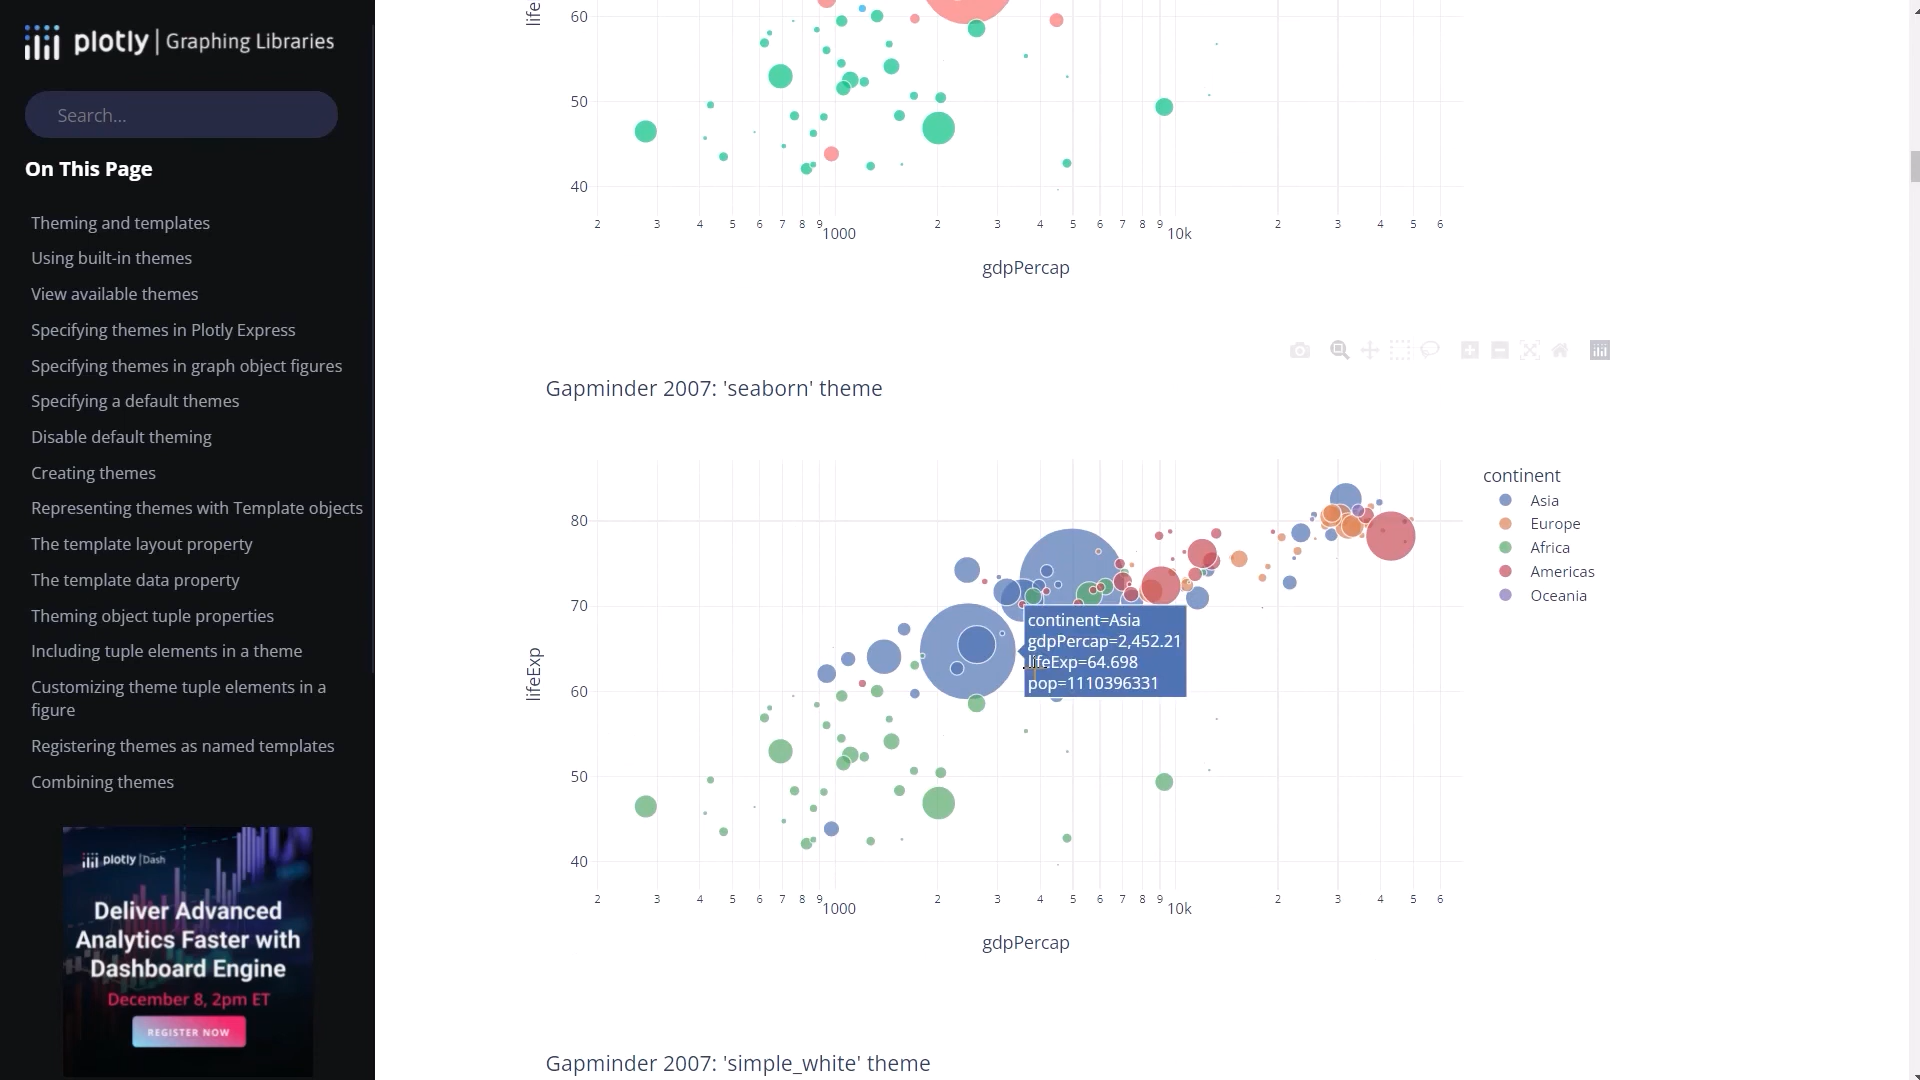 plotly | Graphing Libraries
Search...
On This Page
Theming and templates
Using built-in themes
View available themes
Specifying themes in Plotly Express
Specifying themes in graph object figures
Specifying a default themes
Disable default theming
Creating themes
Representing themes with Template objects
The template layout property
The template data property
Theming object tuple properties
Including tuple elements in a theme
Customizing theme tuple elements in a
figure
Registering themes as named templates
Combining themes
plotly | Dash
Deliver Advanced
Analytics Faster with
Dashboard Engine
December 8, 2pm ET
REGISTER NOW
life
60
50
40
2 3 4 5 6 7 8 9 1000 2 3 4 5 6 7 8 9 10k 2 3 4 5 6
gdpPercap
Gapminder 2007: 'seaborn' theme
continent
Asia
Europe
Africa
Americas
Oceania
lifeExp
80
70
60
50
40
continent=Asia
gdpPercap=2,452.21
lifeExp=64.698
pop=1110396331
2 3 4 5 6 7 8 9 1000 2 3 4 5 6 7 8 9 10k 2 3 4 5 6
gdpPercap
Gapminder 2007: 'simple_white' theme